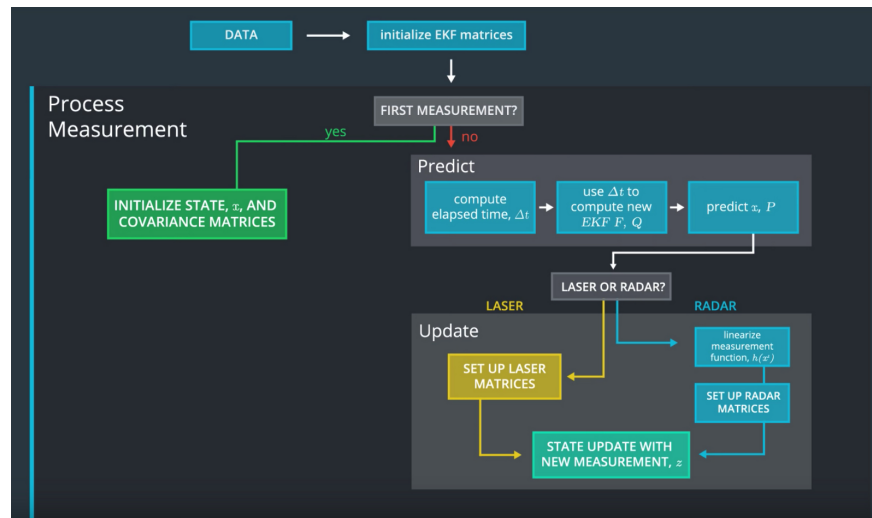 DATA
initialize EKF matrices
Process
Measurement
FIRST MEASUREMENT?
yes
no
INITIALIZE STATE, x, AND
COVARIANCE MATRICES
Predict
compute
elapsed time, Δt
use Δt to
compute new
EKF F, Q
predict x, P
LASER OR RADAR?
LASER
RADAR
Update
linearize
measurement
function, h(x')
SET UP LASER
MATRICES
SET UP RADAR
MATRICES
STATE UPDATE WITH
NEW MEASUREMENT, z